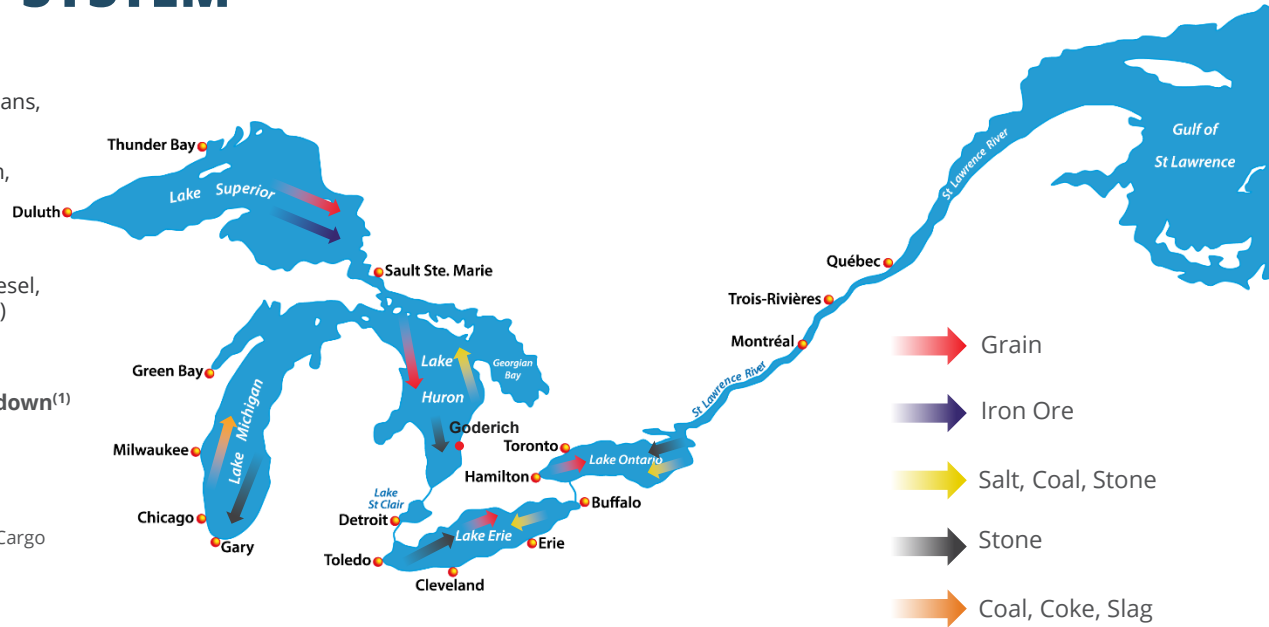 SYSTEM
ans,
n,
esel,
)
down(1)
Cargo
Thunder Bay
Duluth
Lake Superior
Sault Ste. Marie
Green Bay
Milwaukee
Chicago
Gary
Lake Michigan
Lake
Huron
Georgian
Bay
Goderich
Lake
St Clair
Detroit
Toledo
Cleveland
Lake Erie
Erie
Buffalo
Toronto
Hamilton
Lake Ontario
St Lawrence River
Montréal
Trois-Rivières
Québec
St Lawrence River
Gulf of
St Lawrence
Grain
Iron Ore
Salt, Coal, Stone
Stone
Coal, Coke, Slag